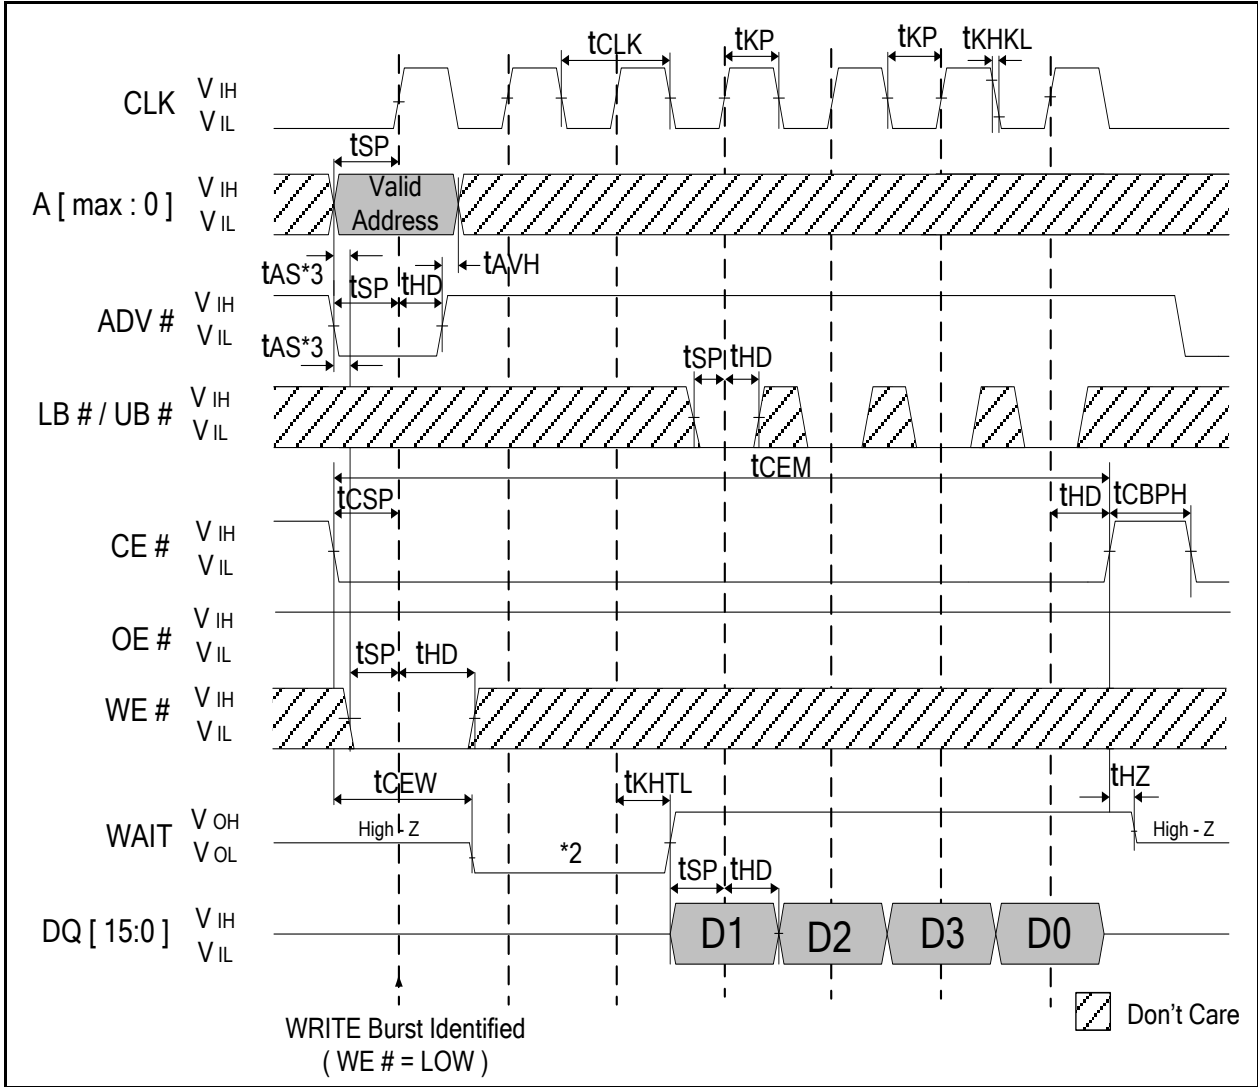 tCLK tKP tKP tKHKL
CLK V IH
V IL
tSP
A [ max : 0 ] V IH
V IL
Valid
Address
tAVH
tAS*3 tSP tHD
ADV # V IH
V IL
tAS*3
tSP tHD
LB # / UB # V IH
V IL
tCEM
tCSP tHD tCBPH
CE # V IH
V IL
OE # V IH
V IL
tSP tHD
WE # V IH
V IL
tCEW tKHTL tHZ
WAIT V OH
V OL
High - Z *2 High - Z
tSP tHD
DQ [ 15:0 ] V IH
V IL
D1 D2 D3 D0
Don't Care
WRITE Burst Identified
( WE # = LOW )